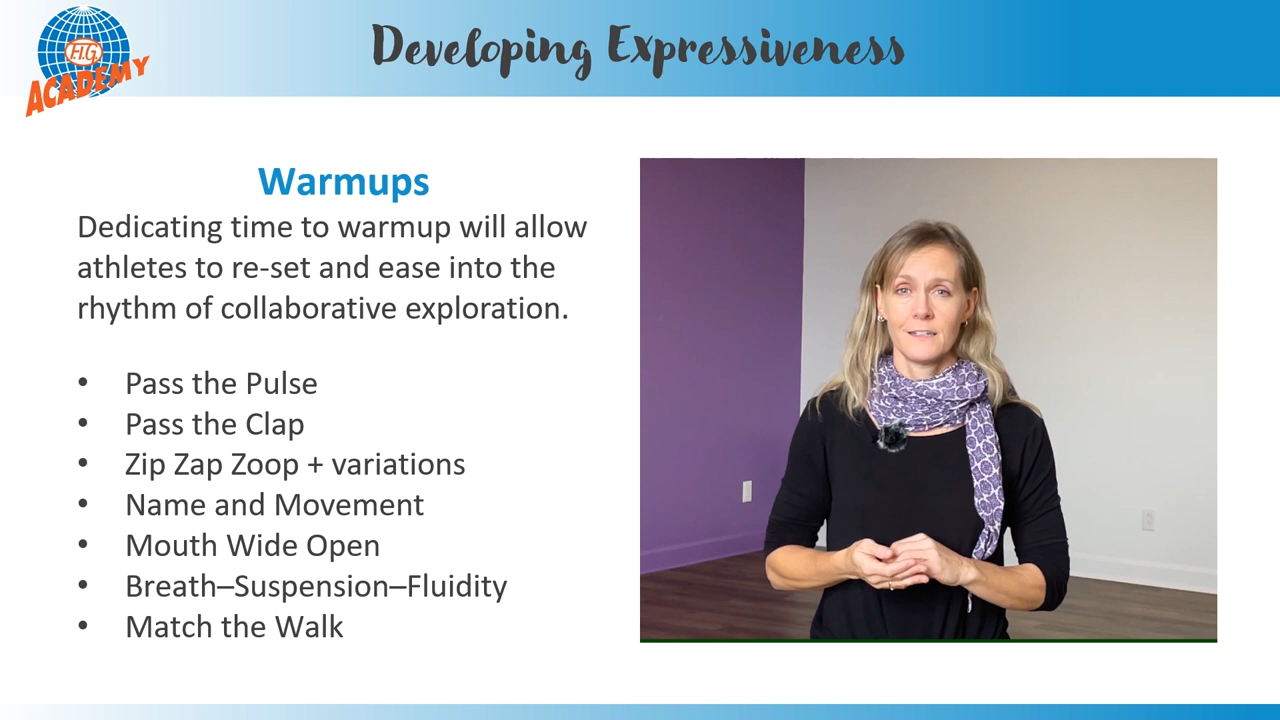 F.I.G.
ACADEMY
Developing Expressiveness
Warmups
Dedicating time to warmup will allow
athletes to re-set and ease into the
rhythm of collaborative exploration.
• Pass the Pulse
• Pass the Clap
• Zip Zap Zoop + variations
• Name and Movement
• Mouth Wide Open
• Breath–Suspension–Fluidity
• Match the Walk